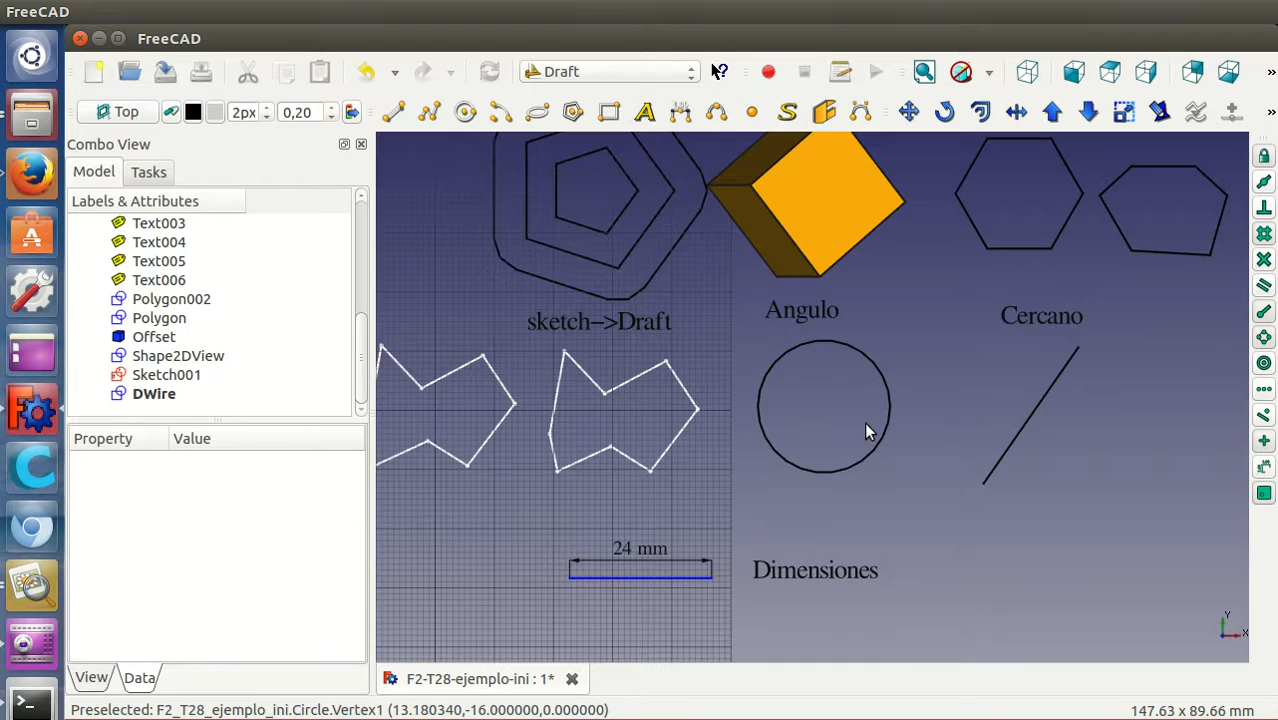 FreeCAD
FreeCAD
Draft
»
Top
2px
0,20
»
Combo View
Model
Tasks
Labels & Attributes
Text003
Text004
Text005
Text006
Polygon002
Polygon
Offset
Shape2DView
Sketch001
DWire
Property
Value
View
Data
sketch->Draft
Angulo
Cercano
24 mm
Dimensiones
Y
X
F2-T28-ejemplo-ini : 1*
Preselected: F2_T28_ejemplo_ini.Circle.Vertex1 (13.180340,-16.000000,0.000000)
147.63 x 89.66 mm